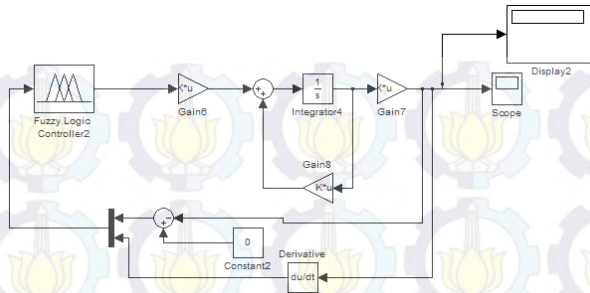 Display2
Fuzzy Logic
Controller2
K*u
Gain6
++
1
s
Integrator4
K*u
Gain7
Scope
Gain8
K*u
+-
0
Constant2
Derivative
du/dt